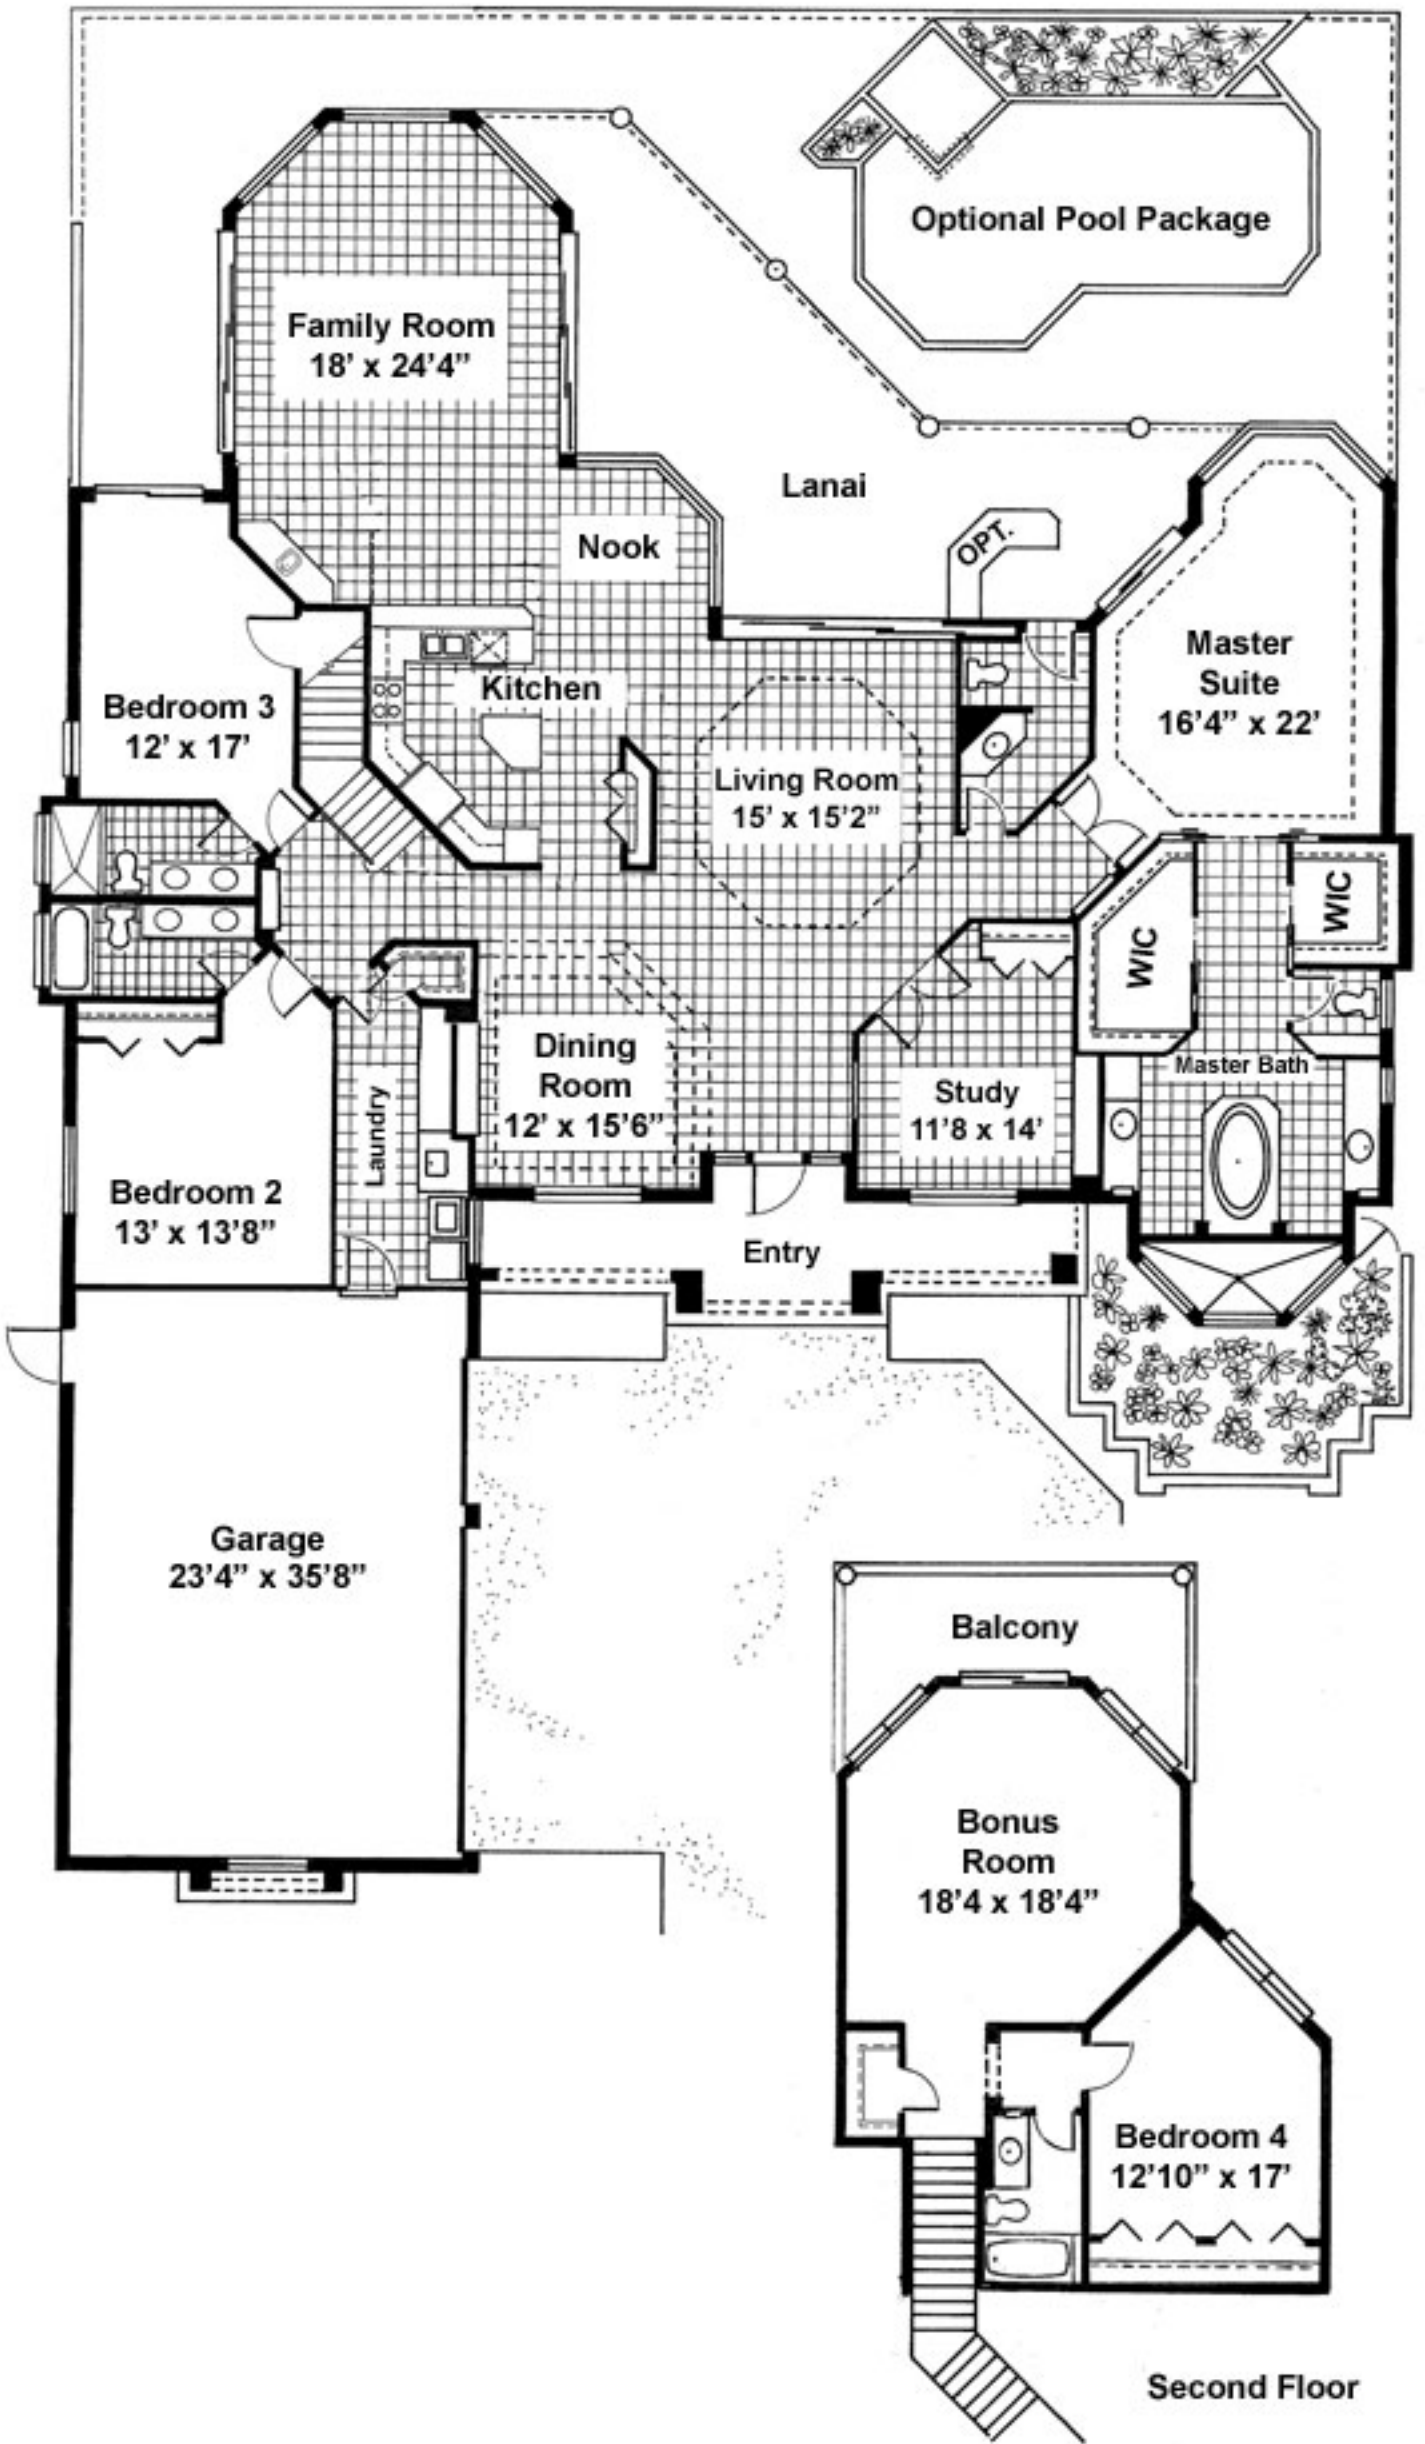 Optional Pool Package
Family Room
18’ x 24’4”
Lanai
Nook
OPT.
Master
Suite
16’4” x 22’
Kitchen
Bedroom 3
12’ x 17’
Living Room
15’ x 15’2”
WIC
WIC
Dining
Room
12’ x 15’6”
Study
11’8 x 14’
Master Bath
Laundry
Bedroom 2
13’ x 13’8”
Entry
Garage
23’4” x 35’8”
Balcony
Bonus
Room
18’4 x 18’4”
Bedroom 4
12’10” x 17’
Second Floor